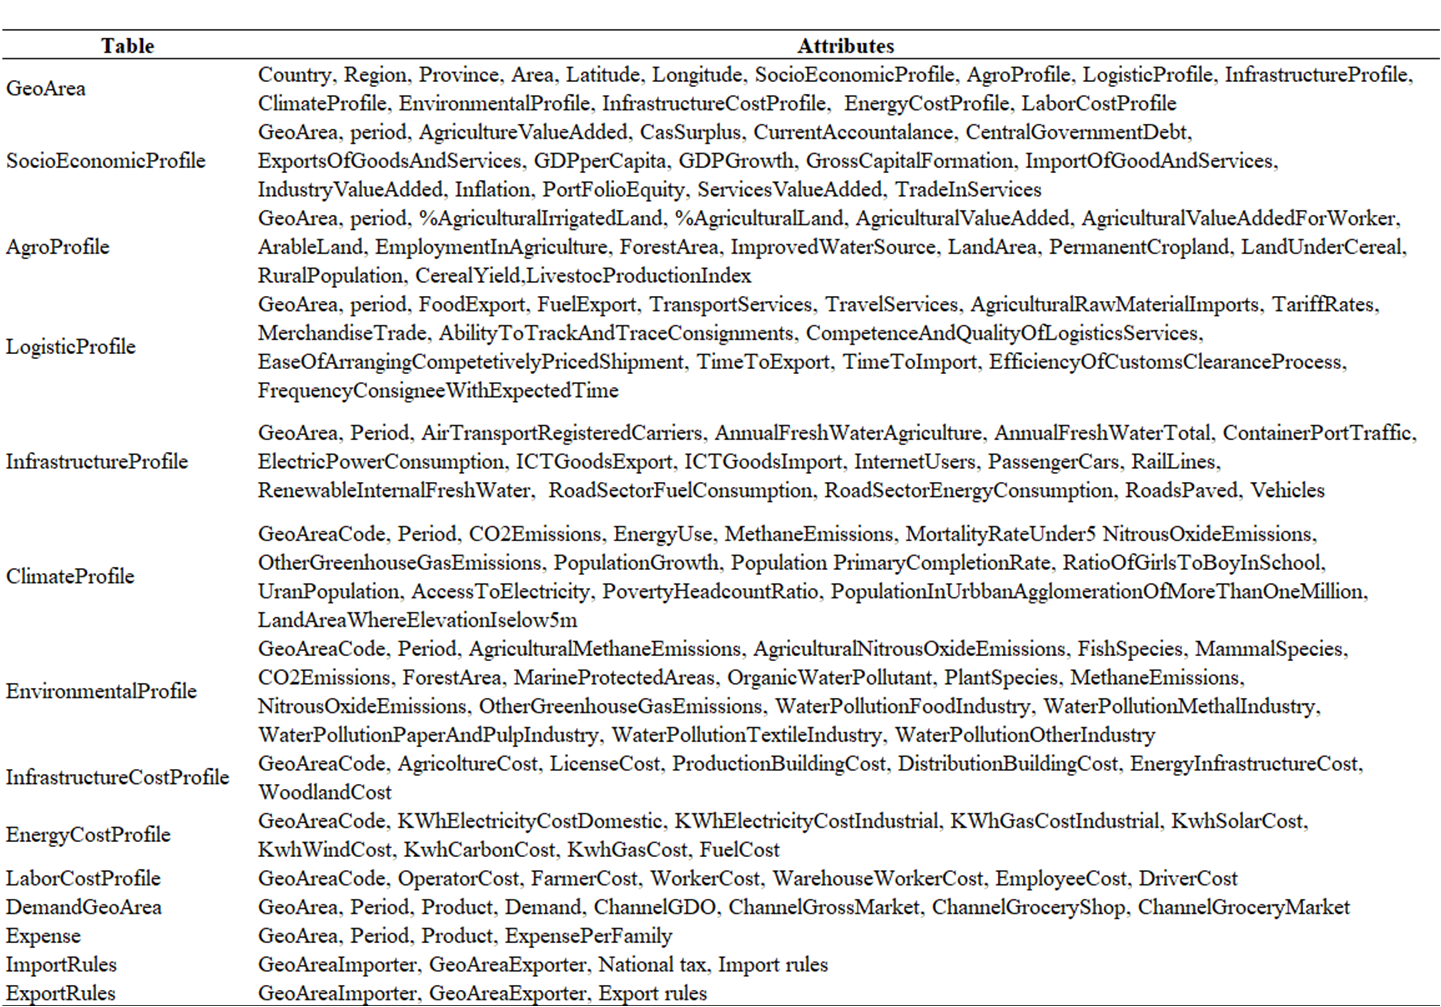 Table Attributes
GeoArea
Country, Region, Province, Area, Latitude, Longitude, SocioEconomicProfile, AgroProfile, LogisticProfile, InfrastructureProfile,
ClimateProfile, EnvironmentalProfile, InfrastructureCostProfile, EnergyCostProfile, LaborCostProfile
SocioEconomicProfile
GeoArea, period, AgricultureValueAdded, CasSurplus, CurrentAccountalance, CentralGovernmentDebt,
ExportsOfGoodsAndServices, GDPperCapita, GDPGrowth, GrossCapitalFormation, ImportOfGoodAndServices,
IndustryValueAdded, Inflation, PortFolioEquity, ServicesValueAdded, TradeInServices
AgroProfile
GeoArea, period, %AgriculturalIrrigatedLand, %AgriculturalLand, AgriculturalValueAdded, AgriculturalValueAddedForWorker,
ArableLand, EmploymentInAgriculture, ForestArea, ImprovedWaterSource, LandArea, PermanentCropland, LandUnderCereal,
RuralPopulation, CerealYield,LivestocProductionIndex
LogisticProfile
GeoArea, period, FoodExport, FuelExport, TransportServices, TravelServices, AgriculturalRawMaterialImports, TariffRates,
MerchandiseTrade, AbilityToTrackAndTraceConsignments, CompetenceAndQualityOfLogisticsServices,
EaseOfArrangingCompetetivelyPricedShipment, TimeToExport, TimeToImport, EfficiencyOfCustomsClearanceProcess,
FrequencyConsigneeWithExpectedTime
InfrastructureProfile
GeoArea, Period, AirTransportRegisteredCarriers, AnnualFreshWaterAgriculture, AnnualFreshWaterTotal, ContainerPortTraffic,
ElectricPowerConsumption, ICTGoodsExport, ICTGoodsImport, InternetUsers, PassengerCars, RailLines,
RenewableInternalFreshWater, RoadSectorFuelConsumption, RoadSectorEnergyConsumption, RoadsPaved, Vehicles
ClimateProfile
GeoAreaCode, Period, CO2Emissions, EnergyUse, MethaneEmissions, MortalityRateUnder5 NitrousOxideEmissions,
OtherGreenhouseGasEmissions, PopulationGrowth, Population PrimaryCompletionRate, RatioOfGirlsToBoyInSchool,
UranPopulation, AccessToElectricity, PovertyHeadcountRatio, PopulationInUrbbanAgglomerationOfMoreThanOneMillion,
LandAreaWhereElevationIselow5m
EnvironmentalProfile
GeoAreaCode, Period, AgriculturalMethaneEmissions, AgriculturalNitrousOxideEmissions, FishSpecies, MammalSpecies,
CO2Emissions, ForestArea, MarineProtectedAreas, OrganicWaterPollutant, PlantSpecies, MethaneEmissions,
NitrousOxideEmissions, OtherGreenhouseGasEmissions, WaterPollutionFoodIndustry, WaterPollutionMethalIndustry,
WaterPollutionPaperAndPulpIndustry, WaterPollutionTextileIndustry, WaterPollutionOtherIndustry
InfrastructureCostProfile
GeoAreaCode, AgricoltureCost, LicenseCost, ProductionBuildingCost, DistributionBuildingCost, EnergyInfrastructureCost,
WoodlandCost
EnergyCostProfile
GeoAreaCode, KWhElectricityCostDomestic, KWhElectricityCostIndustrial, KWhGasCostIndustrial, KwhSolarCost,
KwhWindCost, KwhCarbonCost, KwhGasCost, FuelCost
LaborCostProfile GeoAreaCode, OperatorCost, FarmerCost, WorkerCost, WarehouseWorkerCost, EmployeeCost, DriverCost
DemandGeoArea GeoArea, Period, Product, Demand, ChannelGDO, ChannelGrossMarket, ChannelGroceryShop, ChannelGroceryMarket
Expense GeoArea, Period, Product, ExpensePerFamily
ImportRules GeoAreaImporter, GeoAreaExporter, National tax, Import rules
ExportRules GeoAreaImporter, GeoAreaExporter, Export rules